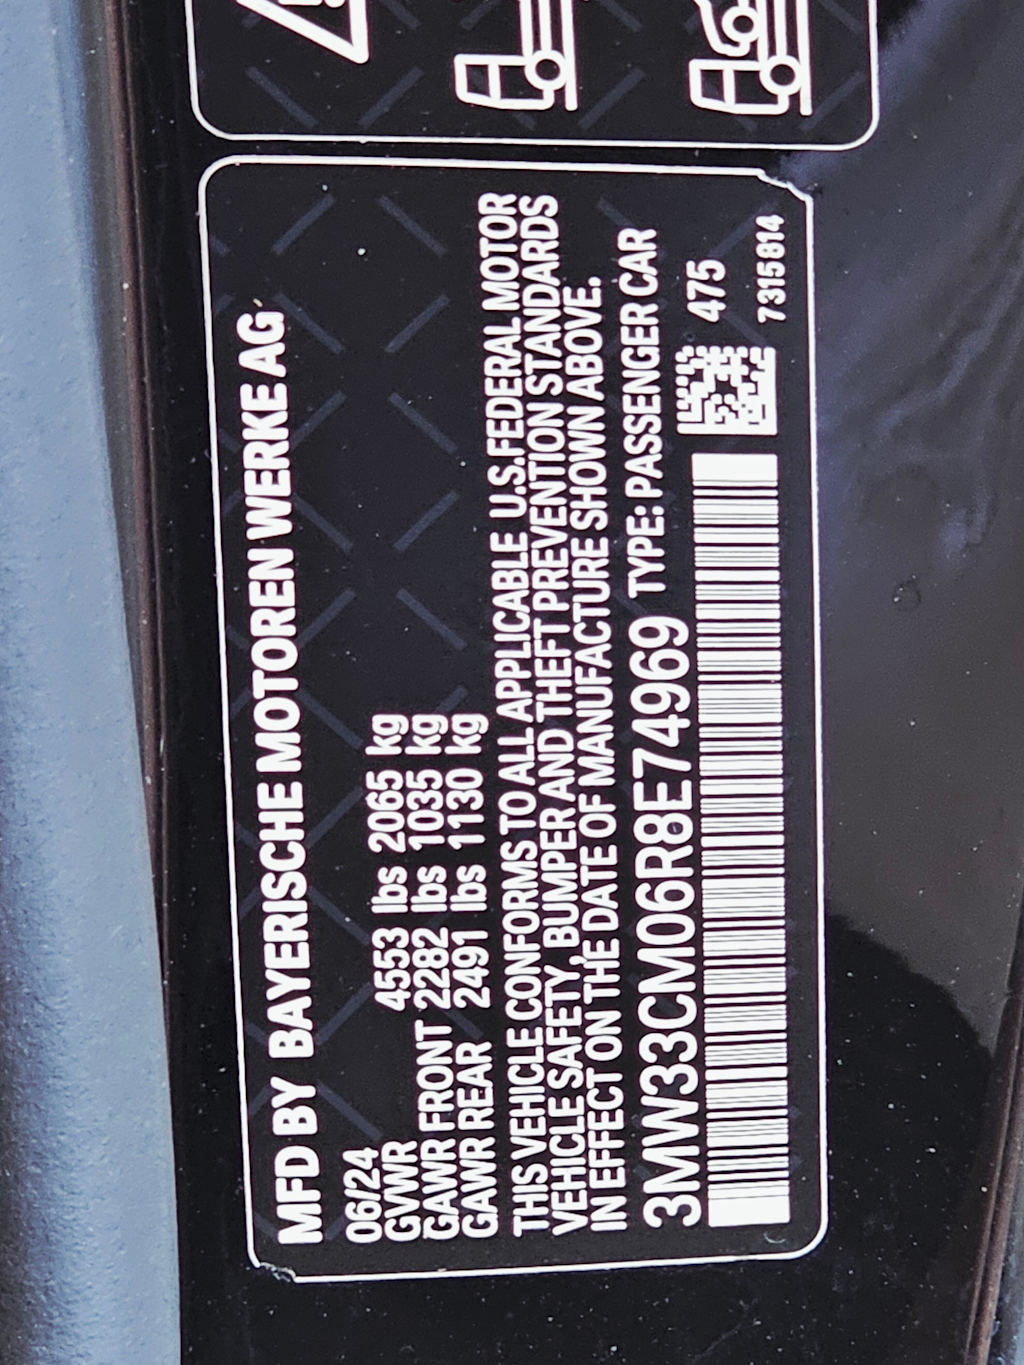 MFD BY BAYERISCHE MOTOREN WERKE AG
06/24
GVWR 4553 lbs 2065 kg
GAWR FRONT 2282 lbs 1035 kg
GAWR REAR 2491 lbs 1130 kg
THIS VEHICLE CONFORMS TO ALL APPLICABLE U.S.FEDERAL MOTOR
VEHICLE SAFETY, BUMPER AND THEFT PREVENTION STANDARDS
IN EFFECT ON THE DATE OF MANUFACTURE SHOWN ABOVE.
3MW33CM06R8E74969 TYPE: PASSENGER CAR
475
7315814